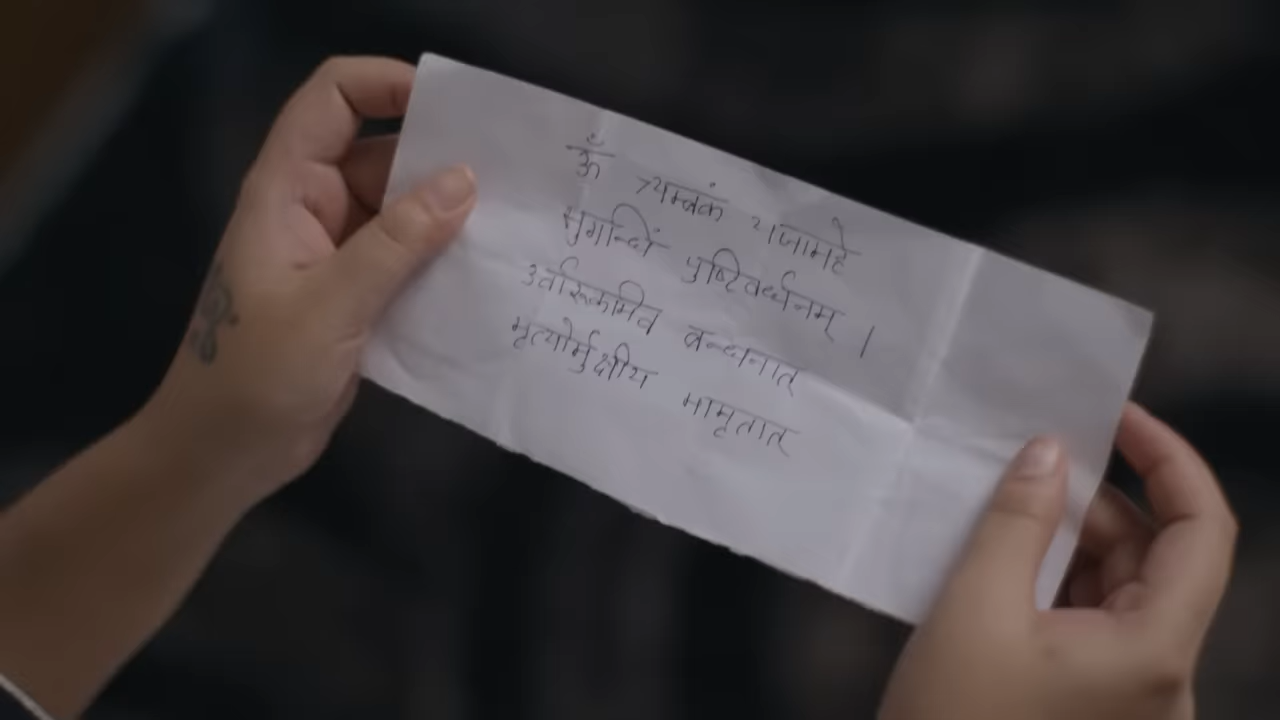 ॐ त्र्यम्बकं यजामहे
सुगन्धिं पुष्टिवर्धनम् ।
उर्वारुकमिव बन्धनात्
मृत्योर्मुक्षीय मामृतात्